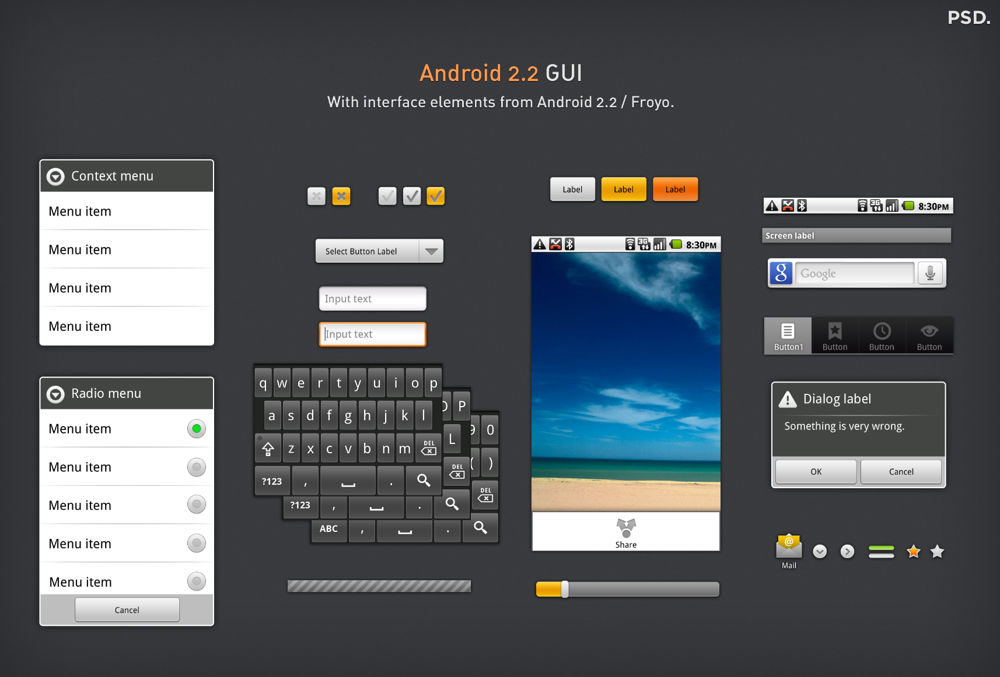 PSD.
Android 2.2 GUI
With interface elements from Android 2.2 / Froyo.
Context menu
Menu item
Menu item
Menu item
Menu item
Radio menu
Menu item
Menu item
Menu item
Menu item
Menu item
Cancel
Select Button Label
Input text
Input text
q w e r t y u i o p
a s d f g h j k l
z x c v b n m DEL
?123 , .
P
L
DEL
?123 , .
9 0
( )
DEL
ABC , .
Label Label Label
3G 8:30PM
Share
3G 8:30PM
Screen label
g Google
Button1 Button Button Button
Dialog label
Something is very wrong.
OK Cancel
@
Mail